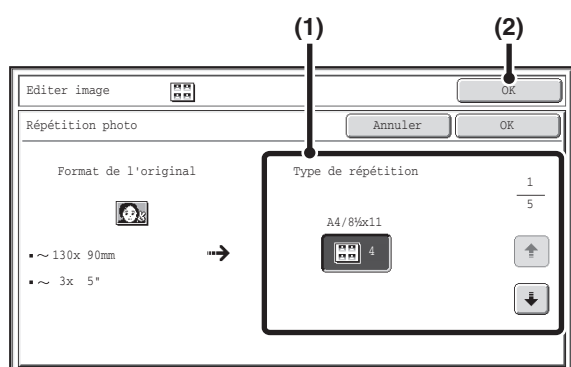 (1) (2)
Editer image OK
Répétition photo Annuler OK
Format de l'original Type de répétition
1
5
A4/8½x11
4
▪～130x 90mm
▪～ 3x 5"